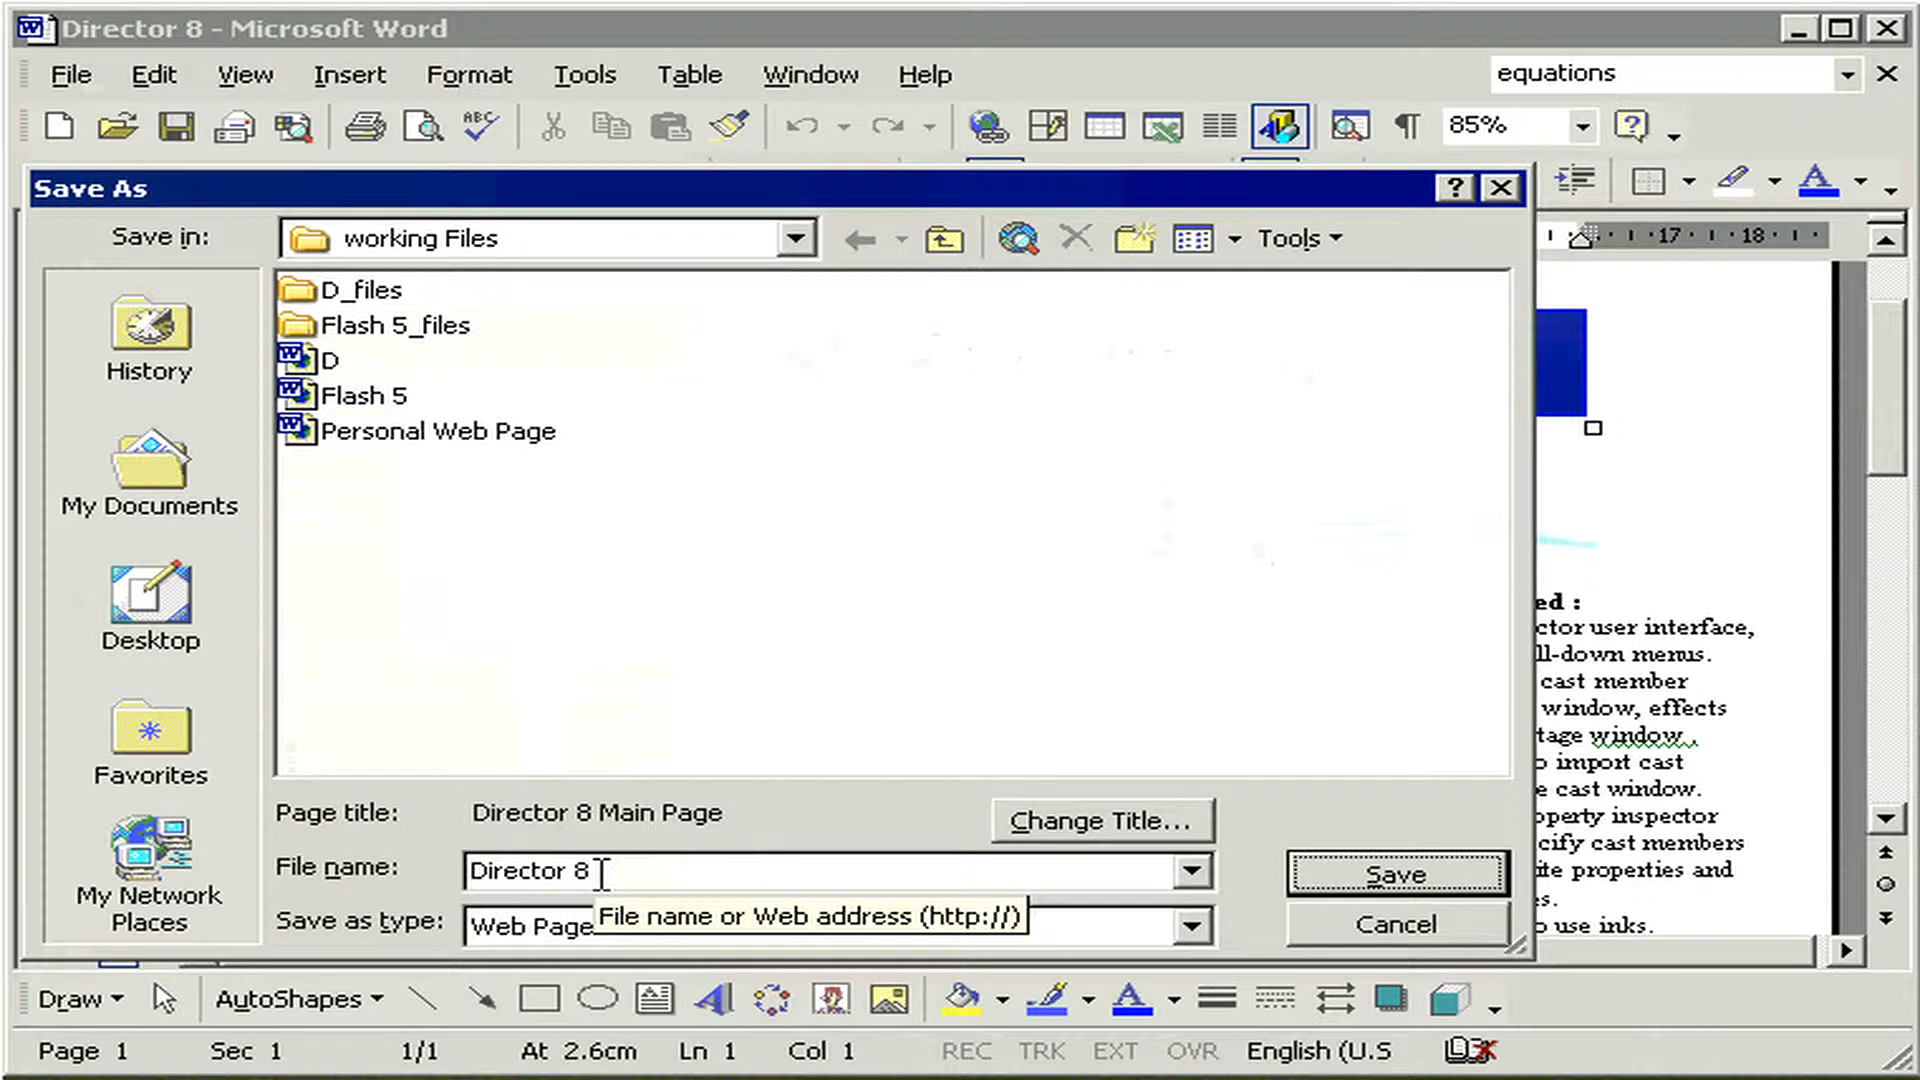 Director 8 - Microsoft Word
File Edit View Insert Format Tools Table Window Help equations
ABC 85%
Save As
Save in: working Files Tools
17 18
D_files
Flash 5_files
D
Flash 5
Personal Web Page
History
My Documents
Desktop
Favorites
My Network
Places
ed :
ctor user interface,
ll-down menus.
cast member
window, effects
tage window .
o import cast
e cast window.
operty inspector
cify cast members
ite properties and
s.
o use inks.
Page title: Director 8 Main Page Change Title...
File name: Director 8 Save
File name or Web address (http://)
Save as type: Web Page Cancel
Draw AutoShapes
Page 1 Sec 1 1/1 At 2.6cm Ln 1 Col 1 REC TRK EXT OVR English (U.S